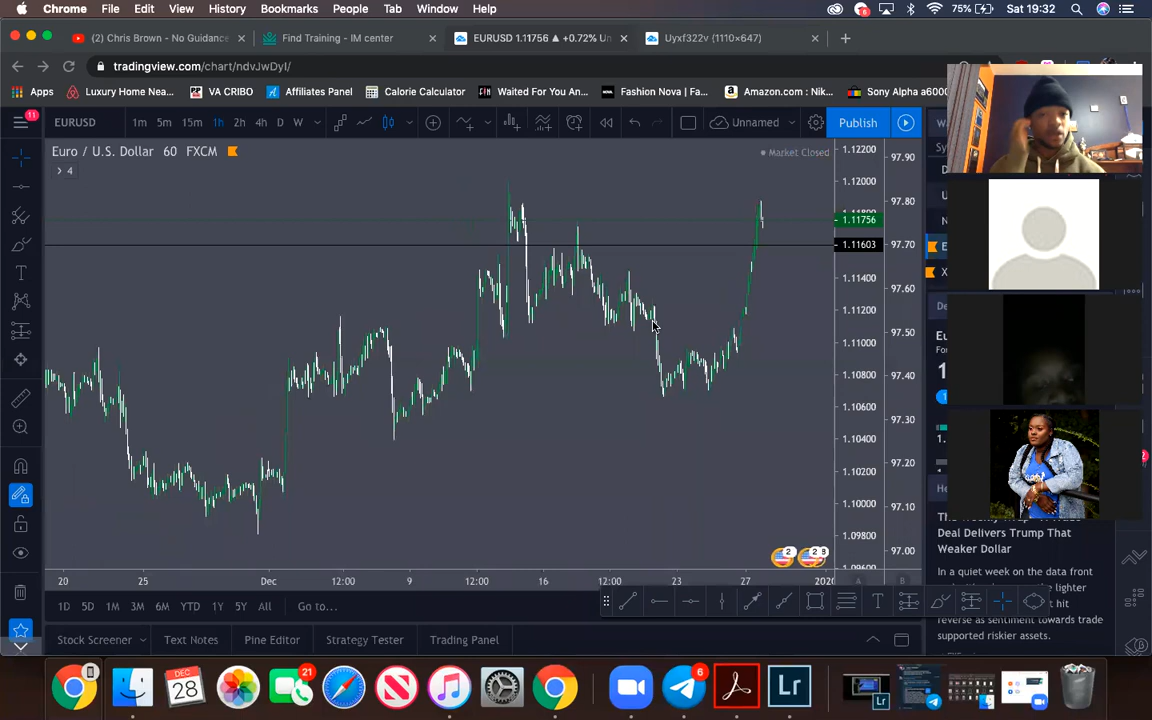 Chrome File Edit View History Bookmarks People Tab Window Help 75% Sat 19:32
(2) Chris Brown - No Guidance Find Training - IM center EURUSD 1.11756 ▲ +0.72% Un Uyxf322v (1110×647)
tradingview.com/chart/ndvJwDyI/
Apps Luxury Home Nea... VA CRIBO Affiliates Panel Calorie Calculator Waited For You An... Fashion Nova | Fa... Amazon.com : Nik... Sony Alpha a6000
11 EURUSD 1m 5m 15m 1h 2h 4h D W Unnamed Publish
Euro / U.S. Dollar 60 FXCM Market Closed
4
1.12200 97.90
1.12000 97.80
1.11756
1.11603 97.70
1.11400 97.60
1.11200 97.50
1.11000
1.10800 97.40
1.10600 97.30
1.10400
1.10200 97.20
1.10000 97.10
1.09800 97.00
2
20 25 Dec 12:00 9 12:00 16 12:00 23 27 2020 A B
Deal Delivers Trump That
Weaker Dollar
In a quiet week on the data front
reverse as sentiment towards trade
supported riskier assets.
1D 5D 1M 3M 6M YTD 1Y 5Y All Go to...
Stock Screener Text Notes Pine Editor Strategy Tester Trading Panel
DEC 28 21 6 Lr